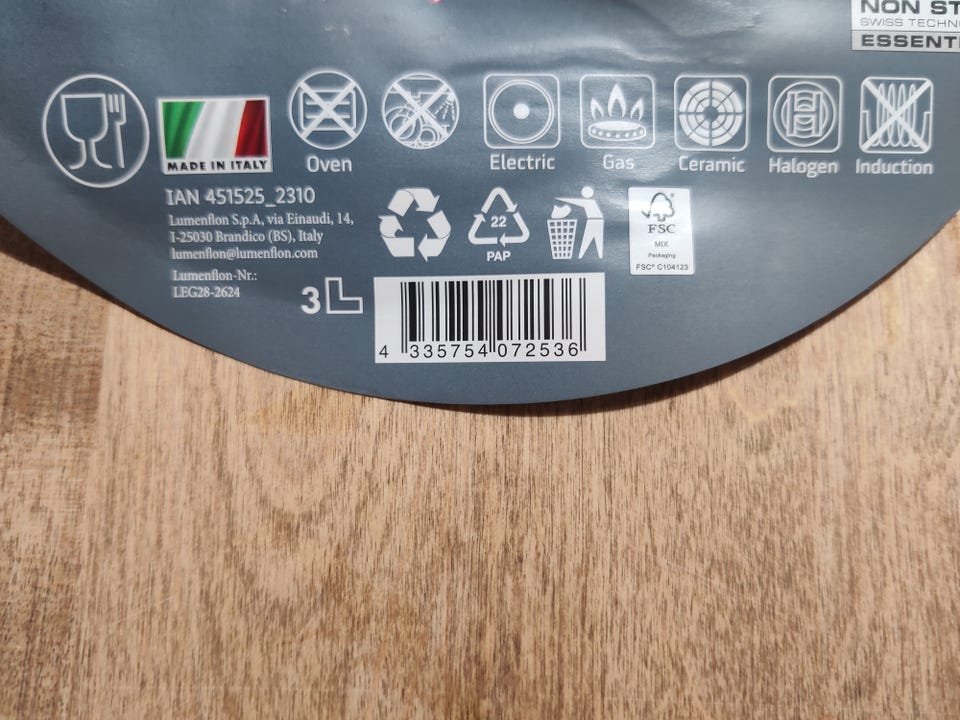 NON ST
SWISS TECHN
ESSENTI
MADE IN ITALY
Oven
Electric
Gas
Ceramic
Halogen
Induction
IAN 451525_2310
Lumenflon S.p.A, via Einaudi, 14,
I-25030 Brandico (BS), Italy
lumenflon@lumenflon.com
Lumenflon-Nr.:
LEG28-2624
22
PAP
FSC
MIX
Packaging
FSC® C104123
3L
4 335754 072536